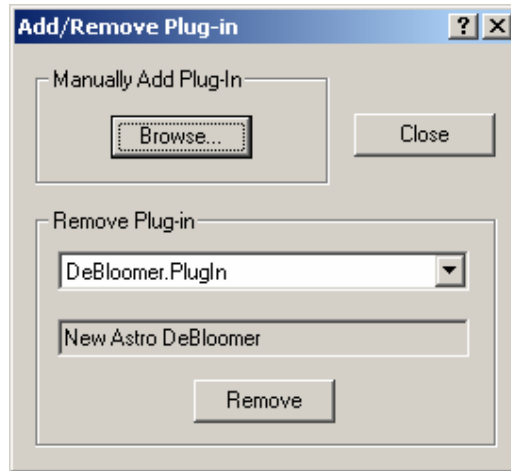 Add/Remove Plug-in
Manually Add Plug-In
Browse...
Close
Remove Plug-in
DeBloomer.PlugIn
New Astro DeBloomer
Remove